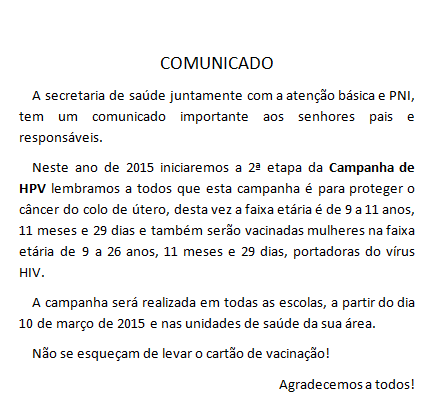 COMUNICADO
A secretaria de saúde juntamente com a atenção básica e PNI,
tem um comunicado importante aos senhores pais e
responsáveis.
Neste ano de 2015 iniciaremos a 2ª etapa da Campanha de
HPV lembramos a todos que esta campanha é para proteger o
câncer do colo de útero, desta vez a faixa etária é de 9 a 11 anos,
11 meses e 29 dias e também serão vacinadas mulheres na faixa
etária de 9 a 26 anos, 11 meses e 29 dias, portadoras do vírus
HIV.
A campanha será realizada em todas as escolas, a partir do dia
10 de março de 2015 e nas unidades de saúde da sua área.
Não se esqueçam de levar o cartão de vacinação!
Agradecemos a todos!